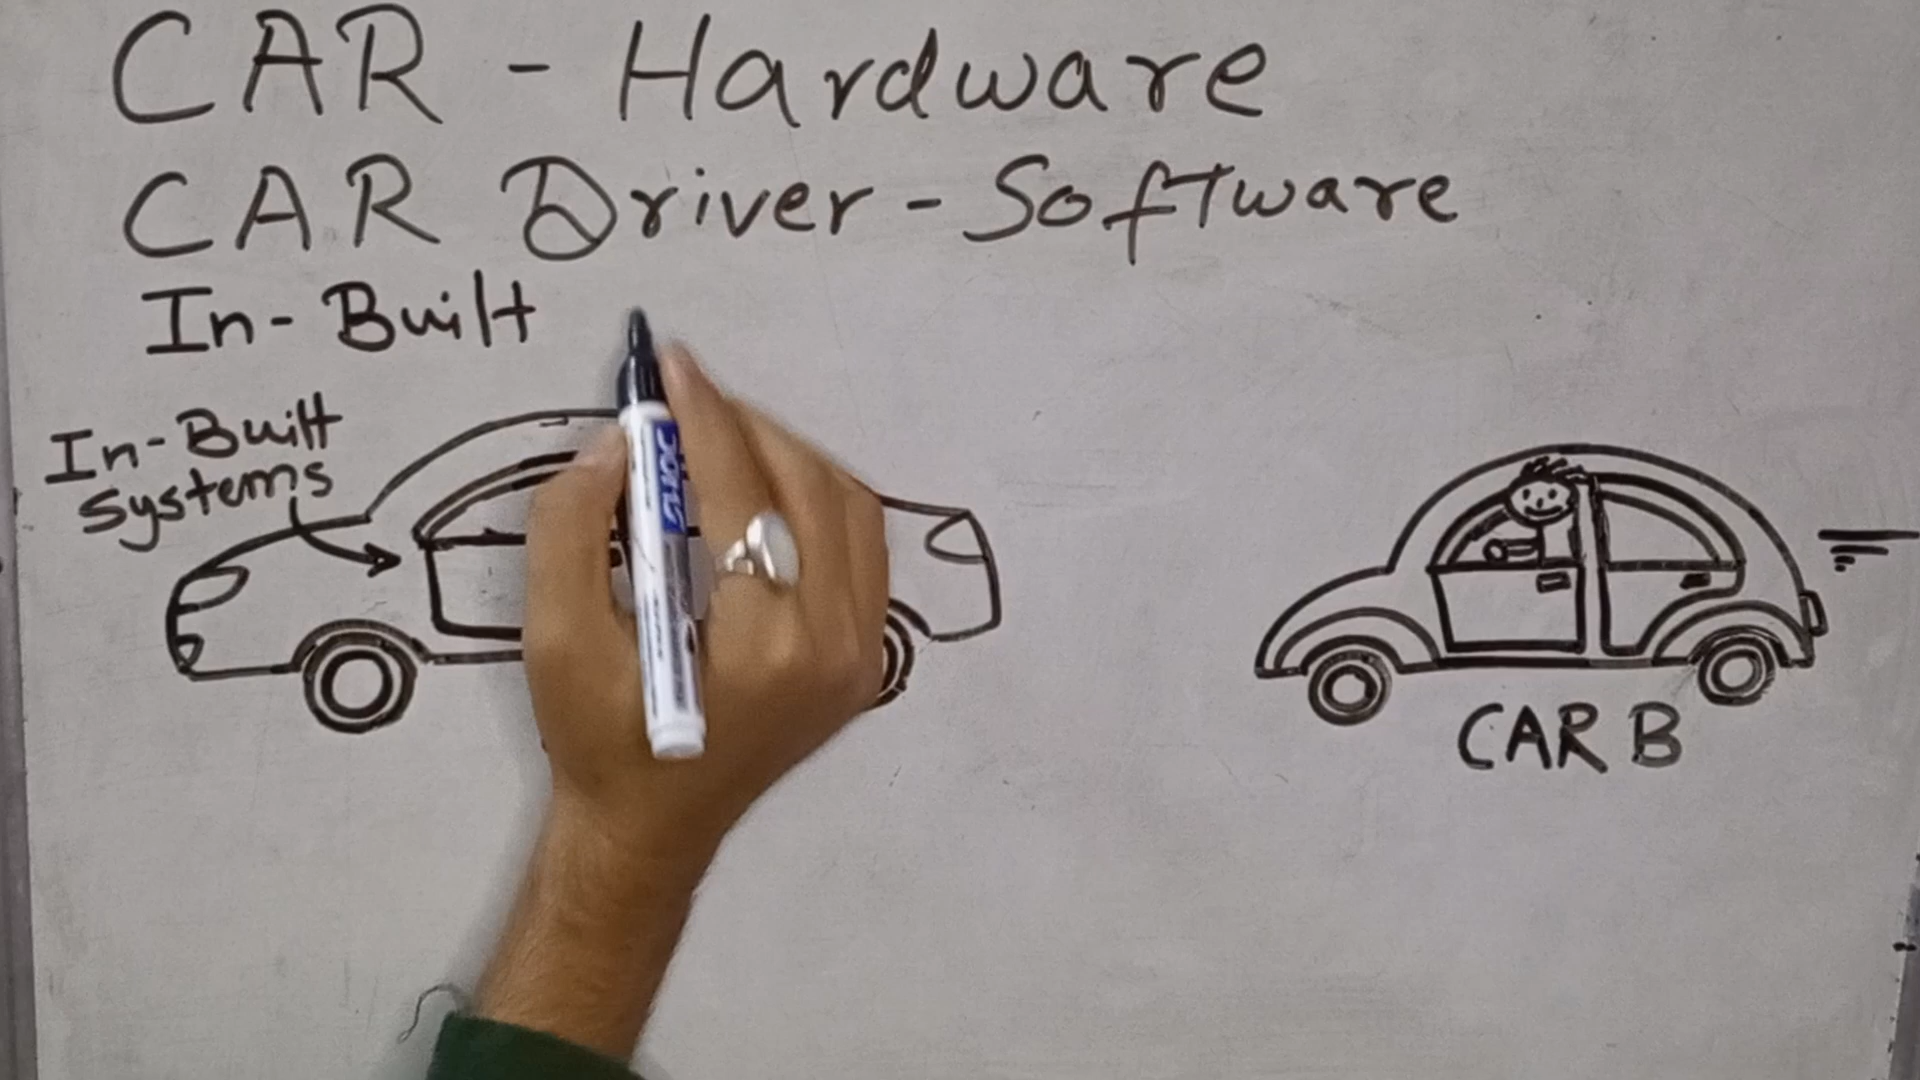 CAR - Hardware
CAR Driver - Software
In-Built
In-Built
Systems
CAR B